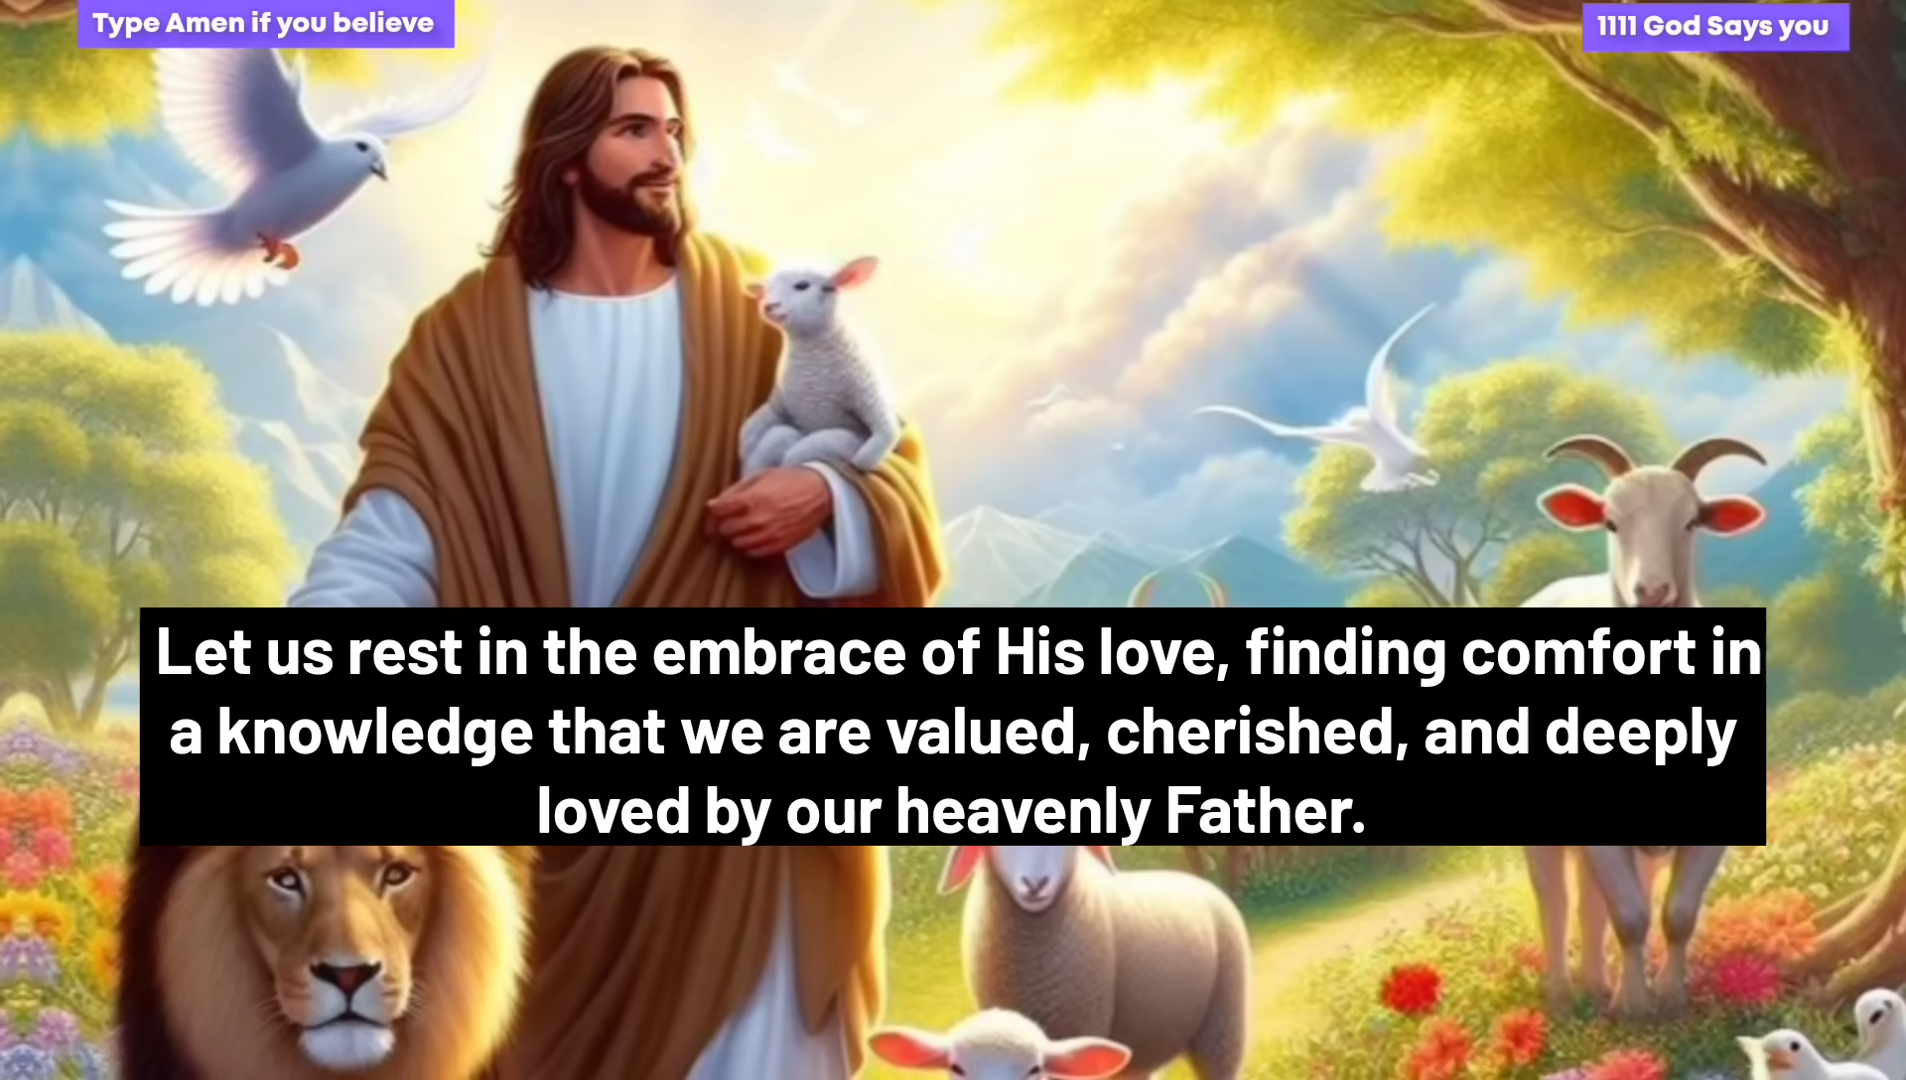 Type Amen if you believe
1111 God Says you
Let us rest in the embrace of His love, finding comfort in
a knowledge that we are valued, cherished, and deeply
loved by our heavenly Father.